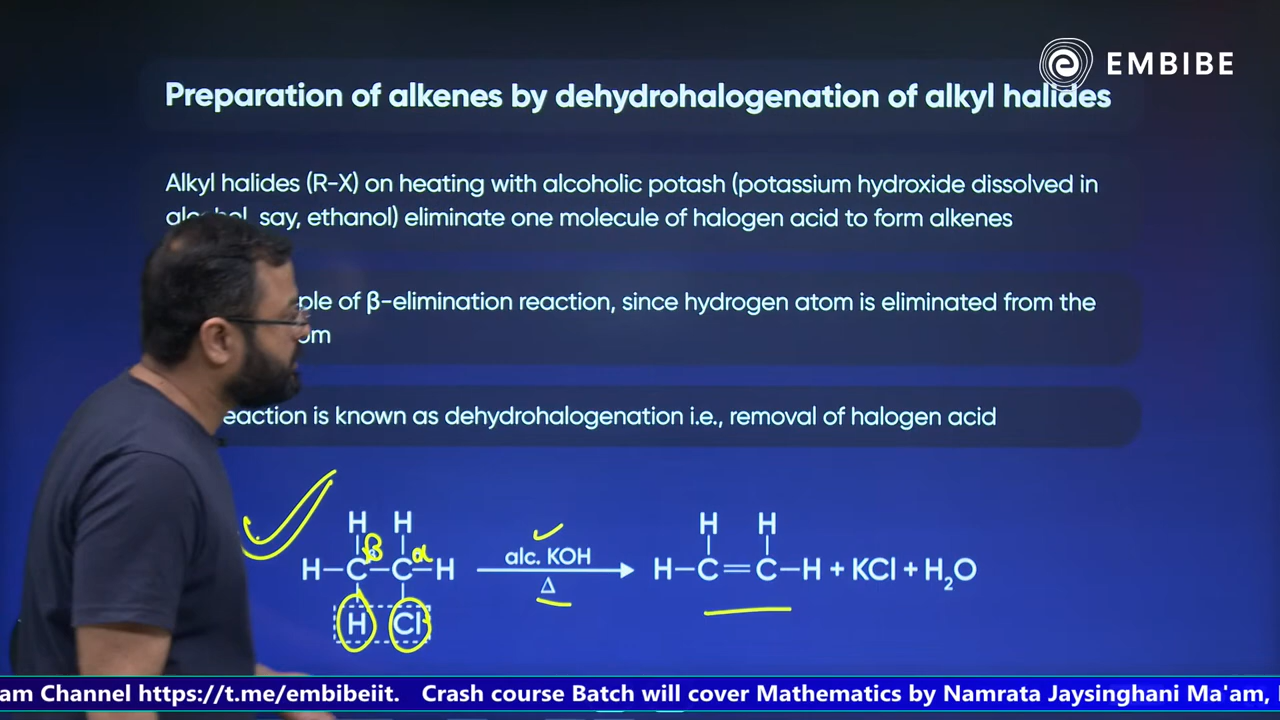 EMBIBE
Preparation of alkenes by dehydrohalogenation of alkyl halides
Alkyl halides (R-X) on heating with alcoholic potash (potassium hydroxide dissolved in
say, ethanol) eliminate one molecule of halogen acid to form alkenes
of β-elimination reaction, since hydrogen atom is eliminated from the
is known as dehydrohalogenation i.e., removal of halogen acid
H H H H
β α alc. KOH
H–C–C–H Δ H–C=C–H + KCl + H₂O
H Cl
am Channel https://t.me/embibeiit. Crash course Batch will cover Mathematics by Namrata Jaysinghani Ma'am,